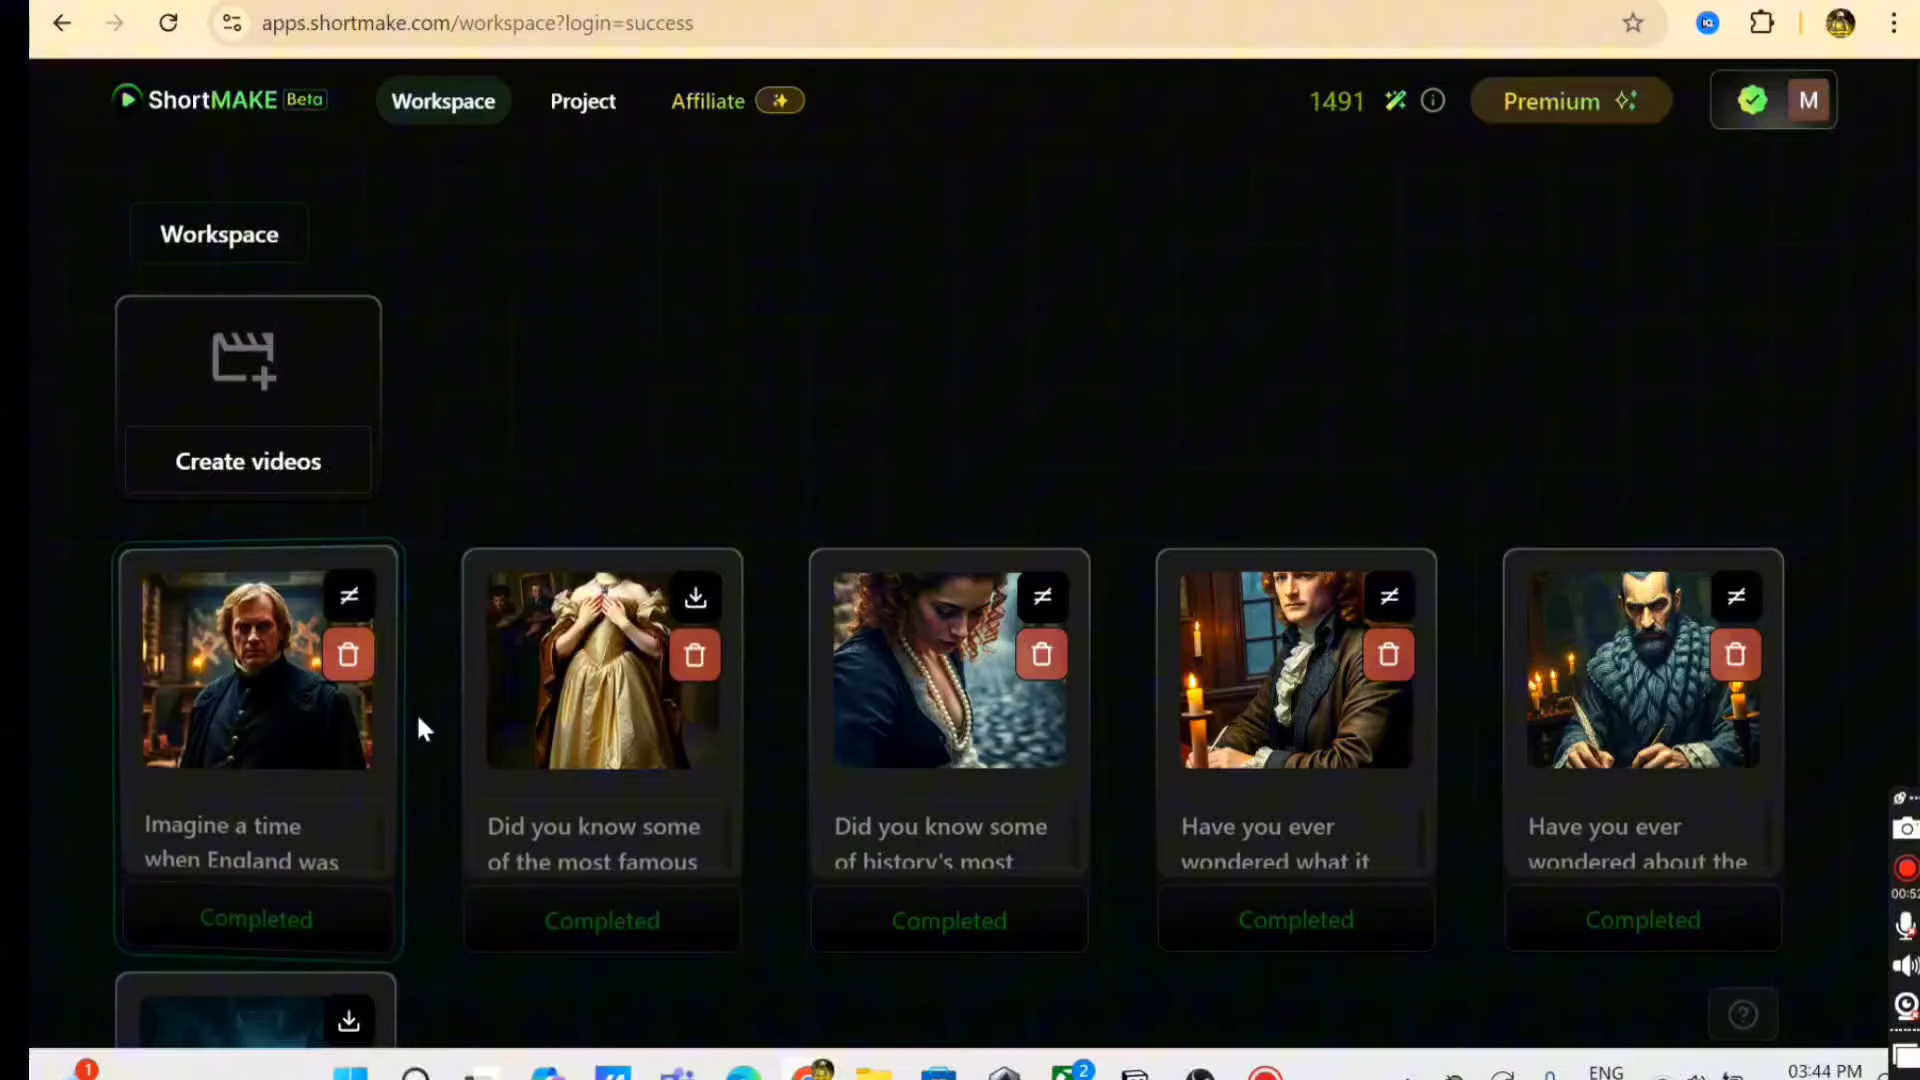 apps.shortmake.com/workspace?login=success
ShortMAKE Beta
Workspace
Project
Affiliate
1491
Premium
M
Workspace
Create videos
Imagine a time
when England was
Completed
Did you know some
of the most famous
Completed
Did you know some
of history's most
Completed
Have you ever
wondered what it
Completed
Have you ever
wondered about the
Completed
1
2
ENG
03:44 PM